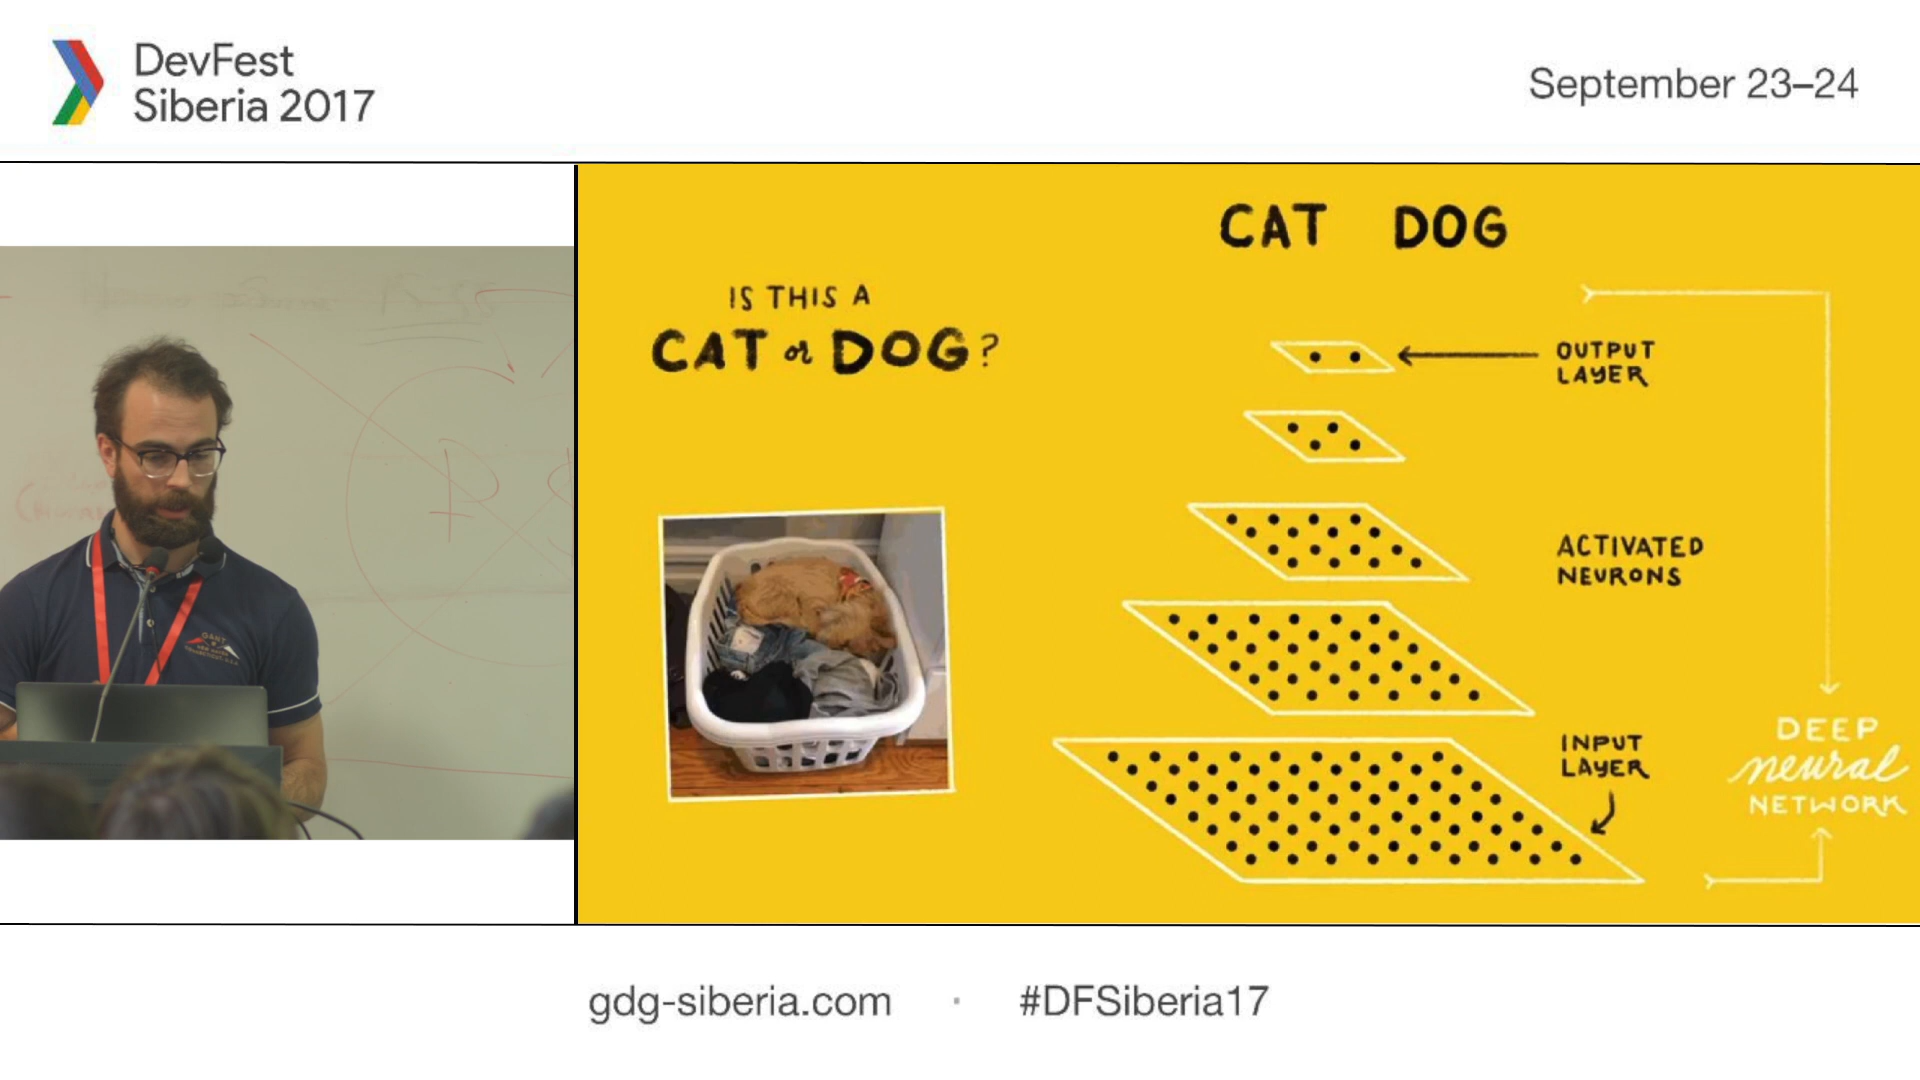 DevFest
Siberia 2017
September 23–24
CAT DOG
IS THIS A
CAT or DOG?
OUTPUT
LAYER
ACTIVATED
NEURONS
INPUT
LAYER
DEEP
neural
NETWORK
GANT
gdg-siberia.com · #DFSiberia17